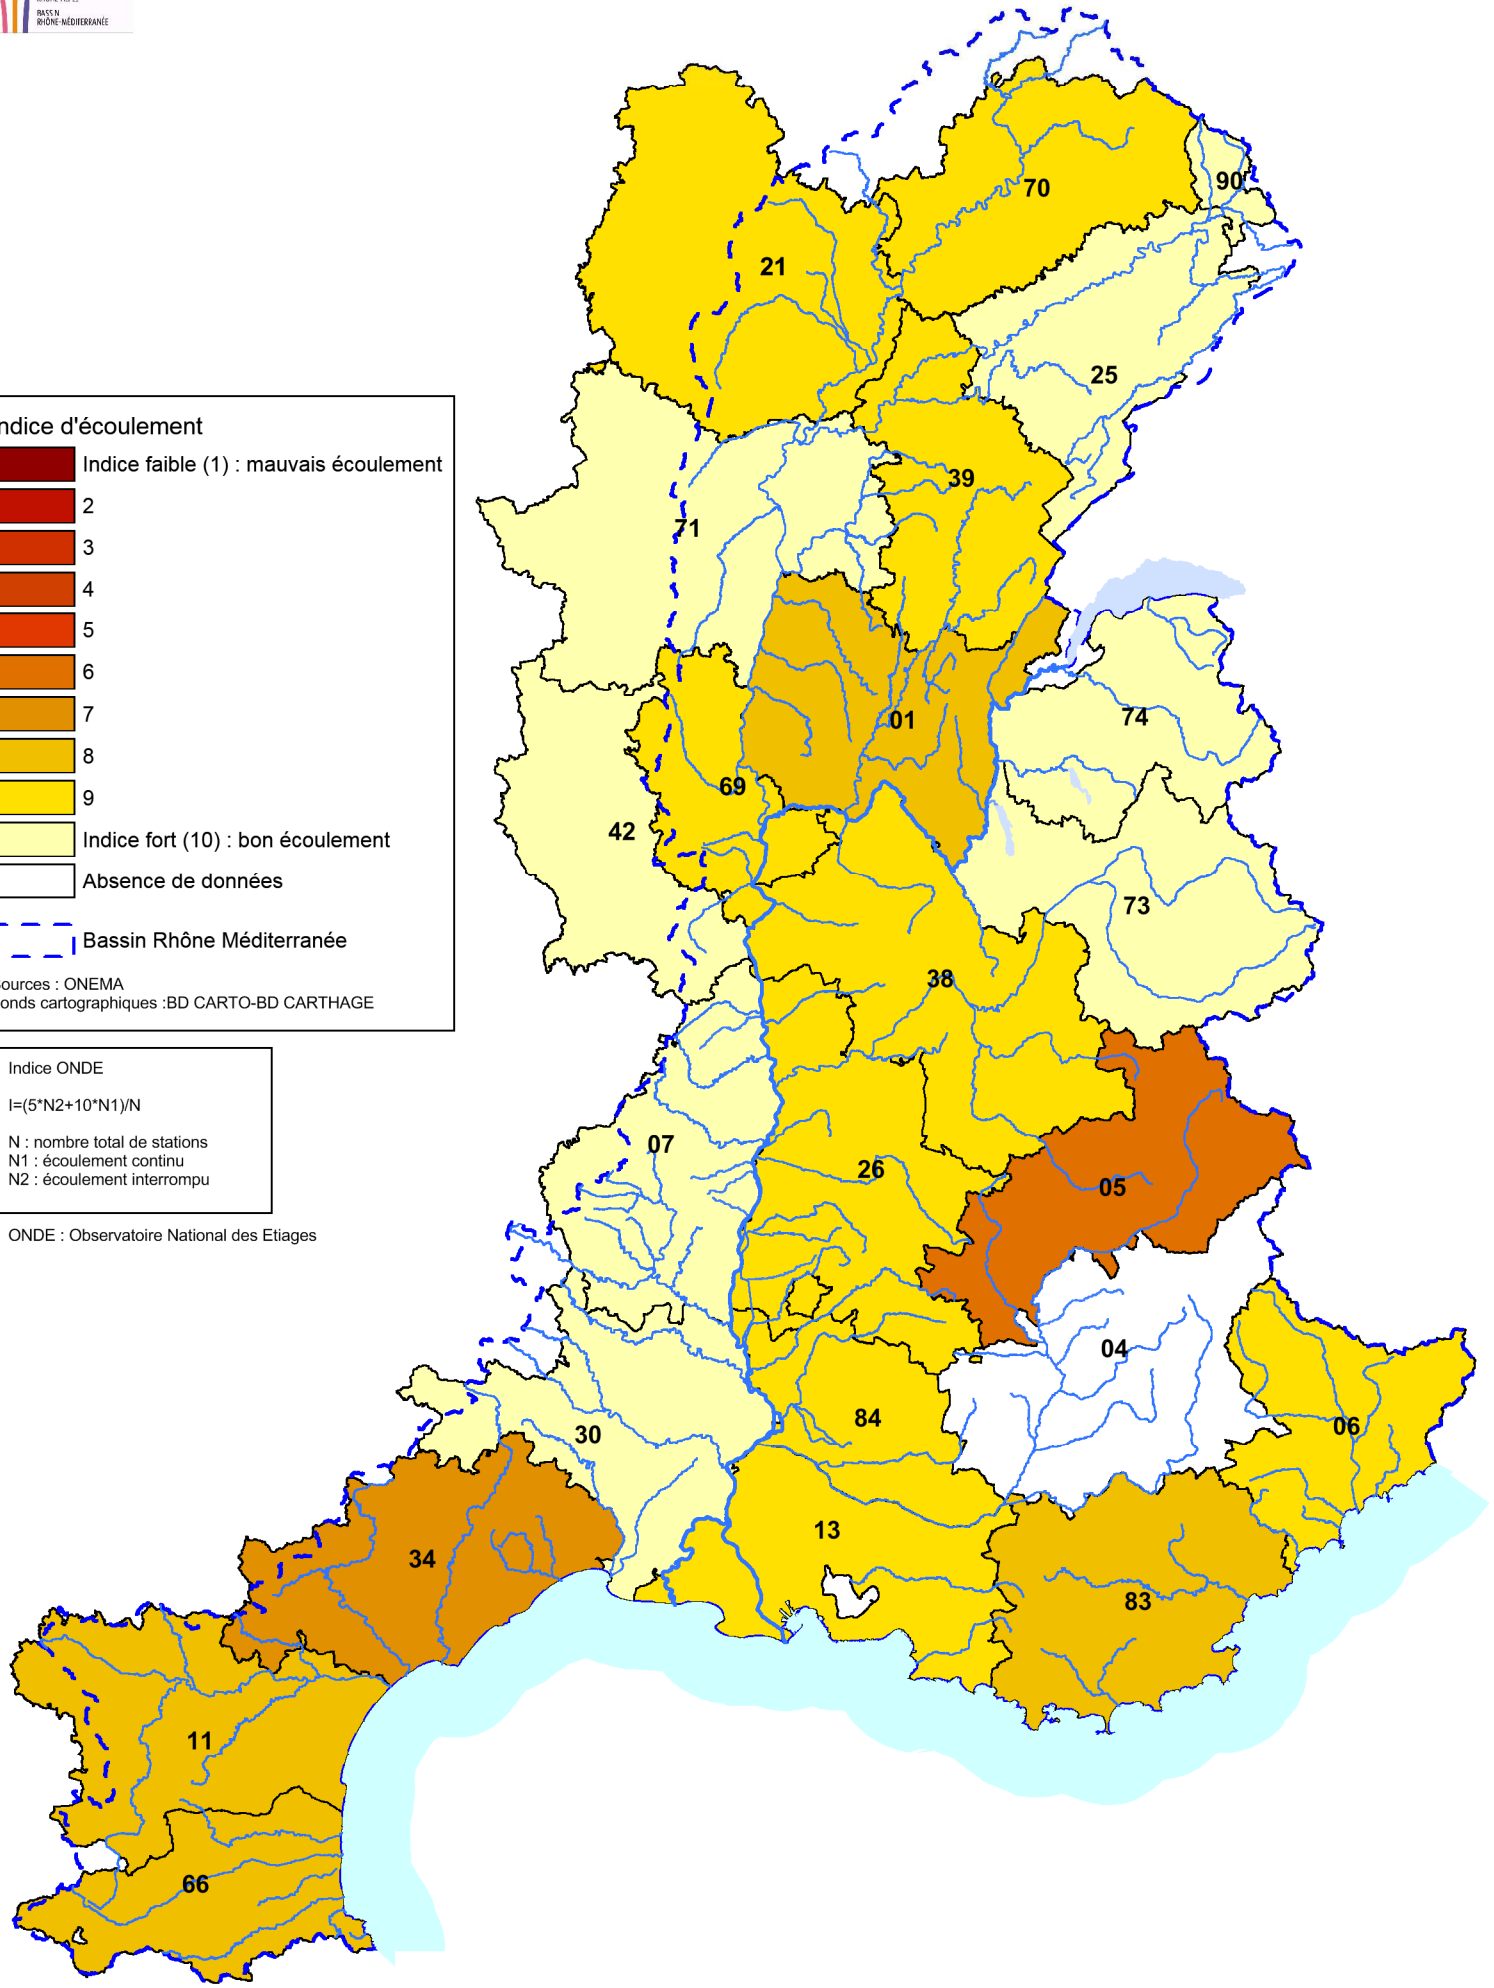 BASSIN
RHÔNE-MÉDITERRANÉE
70
90
21
25
ndice d'écoulement
Indice faible (1) : mauvais écoulement
2
3
4
5
6
7
8
9
Indice fort (10) : bon écoulement
Absence de données
Bassin Rhône Méditerranée
Sources : ONEMA
onds cartographiques :BD CARTO-BD CARTHAGE
39
71
01
74
69
42
73
38
Indice ONDE
I=(5*N2+10*N1)/N
N : nombre total de stations
N1 : écoulement continu
N2 : écoulement interrompu
ONDE : Observatoire National des Etiages
07
26
05
04
84
06
30
13
34
83
11
66